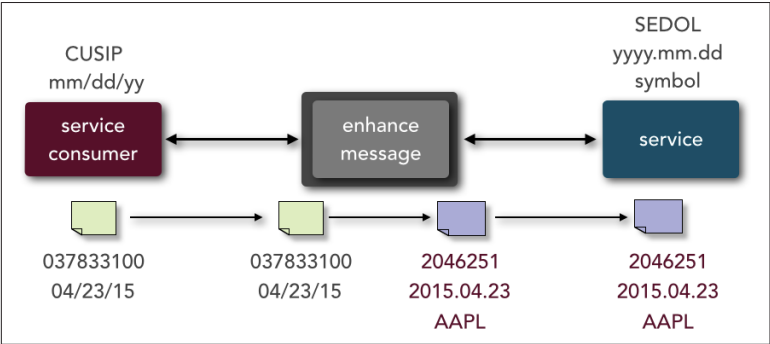 CUSIP
mm/dd/yy
SEDOL
yyyy.mm.dd
symbol
service
consumer
enhance
message
service
037833100
04/23/15
037833100
04/23/15
2046251
2015.04.23
AAPL
2046251
2015.04.23
AAPL